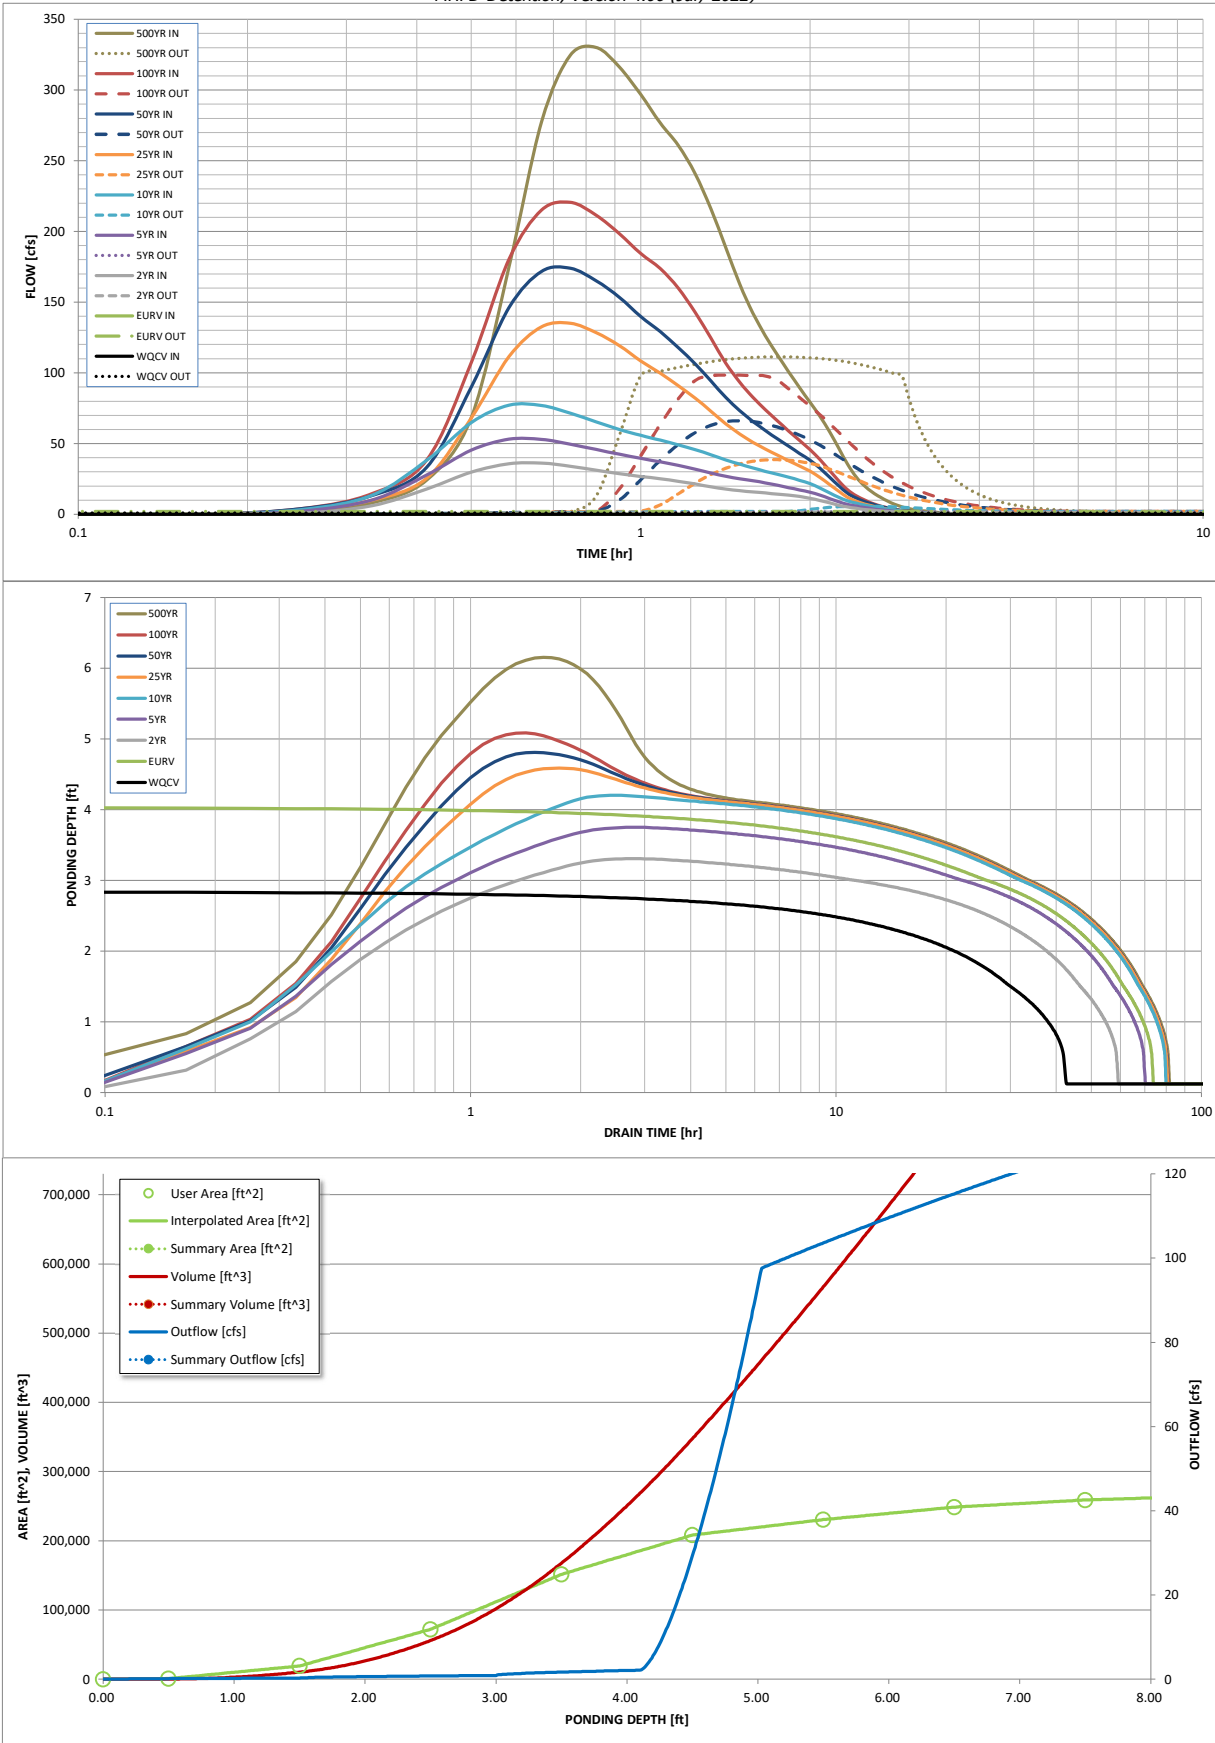 350
300
250
200
150
100
50
0
FLOW [cfs]
500YR IN
500YR OUT
100YR IN
100YR OUT
50YR IN
50YR OUT
25YR IN
25YR OUT
10YR IN
10YR OUT
5YR IN
5YR OUT
2YR IN
2YR OUT
EURV IN
EURV OUT
WQCV IN
WQCV OUT
0.1 1 10
TIME [hr]
7
6
5
4
3
2
1
0
PONDING DEPTH [ft]
500YR
100YR
50YR
25YR
10YR
5YR
2YR
EURV
WQCV
0.1 1 10 100
DRAIN TIME [hr]
700,000
600,000
500,000
400,000
300,000
200,000
100,000
0
AREA [ft^2], VOLUME [ft^3]
User Area [ft^2]
Interpolated Area [ft^2]
Summary Area [ft^2]
Volume [ft^3]
Summary Volume [ft^3]
Outflow [cfs]
Summary Outflow [cfs]
120
100
80
60
40
20
0
OUTFLOW [cfs]
0.00 1.00 2.00 3.00 4.00 5.00 6.00 7.00 8.00
PONDING DEPTH [ft]